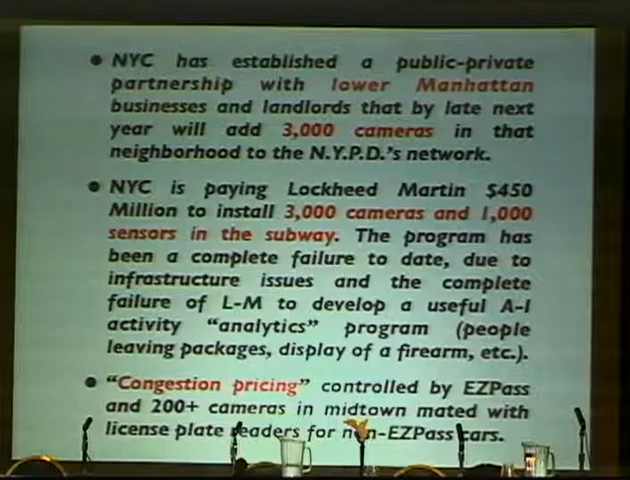 • NYC has established a public-private
partnership with lower Manhattan
businesses and landlords that by late next
year will add 3,000 cameras in that
neighborhood to the N.Y.P.D.'s network.
• NYC is paying Lockheed Martin $450
Million to install 3,000 cameras and 1,000
sensors in the subway. The program has
been a complete failure to date, due to
infrastructure issues and the complete
failure of L-M to develop a useful A-I
activity "analytics" program (people
leaving packages, display of a firearm, etc.).
• "Congestion pricing" controlled by EZPass
and 200+ cameras in midtown mated with
license plate readers for non-EZPass cars.